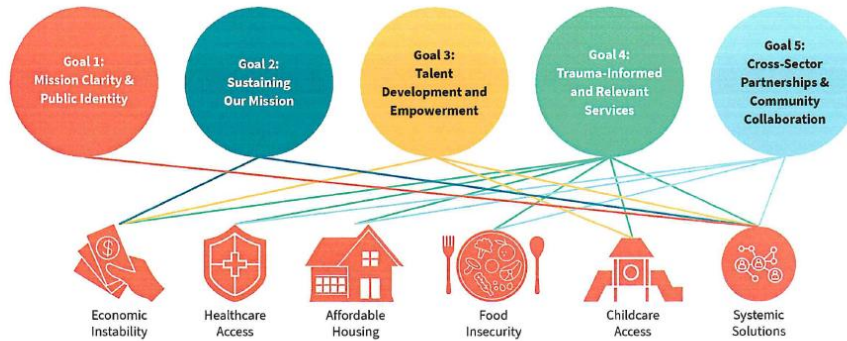 Goal 1:
Mission Clarity &
Public Identity
Goal 2:
Sustaining
Our Mission
Goal 3:
Talent
Development and
Empowerment
Goal 4:
Trauma-Informed
and Relevant
Services
Goal 5:
Cross-Sector
Partnerships &
Community
Collaboration
$
Economic
Instability
Healthcare
Access
Affordable
Housing
Food
Insecurity
Childcare
Access
Systemic
Solutions